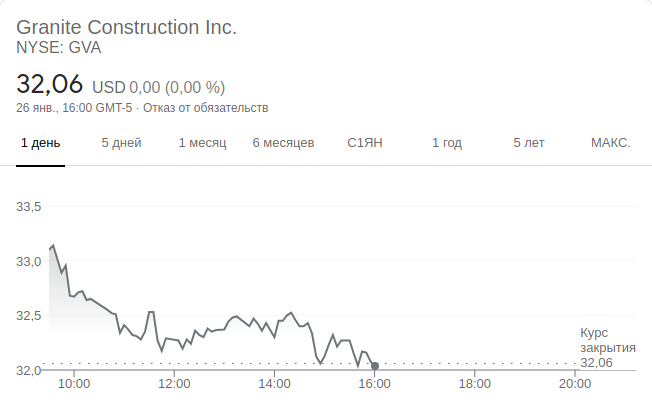 Granite Construction Inc.
NYSE: GVA
32,06 USD 0,00 (0,00 %)
26 янв., 16:00 GMT-5 · Отказ от обязательств
1 день 5 дней 1 месяц 6 месяцев С1ЯН 1 год 5 лет МАКС.
33,5
33,0
32,5
Курс
закрытия
32,06
32,0
10:00 12:00 14:00 16:00 18:00 20:00